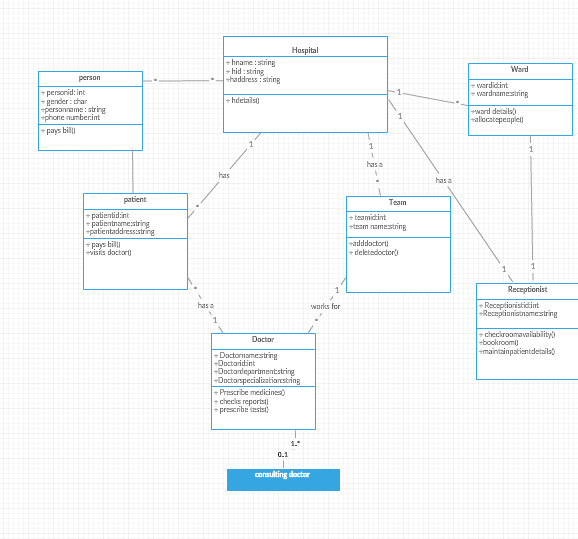 Hospital
+ hname : string
+ hid : string
+haddress : string
+ hdetails()
person
+ personid: int
+ gender : char
+personname : string
+phone number:int
+ pays bill()
Ward
+ wardid:int
+ wardname:string
+ward details()
+allocatepeople()
*
*
1
*
1
1
1
1
has
has a
has a
*
*
patient
+ patientid:int
+patientname:string
+patientaddress:string
+ pays bill()
+visits doctor()
Team
+ teamid:int
+team name:string
+adddoctor()
+ deletedoctor()
1
1
Receptionist
+ Receptionistid:int
+Receptionistname:string
+ checkroomavailability()
+bookroom()
+maintainpatientdetails()
*
has a
1
1
works for
*
Doctor
+ Doctorname:string
+Doctorid:int
+Doctordepartment:string
+Doctorspecialization:string
+ Prescribe medicines()
+ checks reports()
+ prescribe tests()
1..*
0..1
consulting doctor